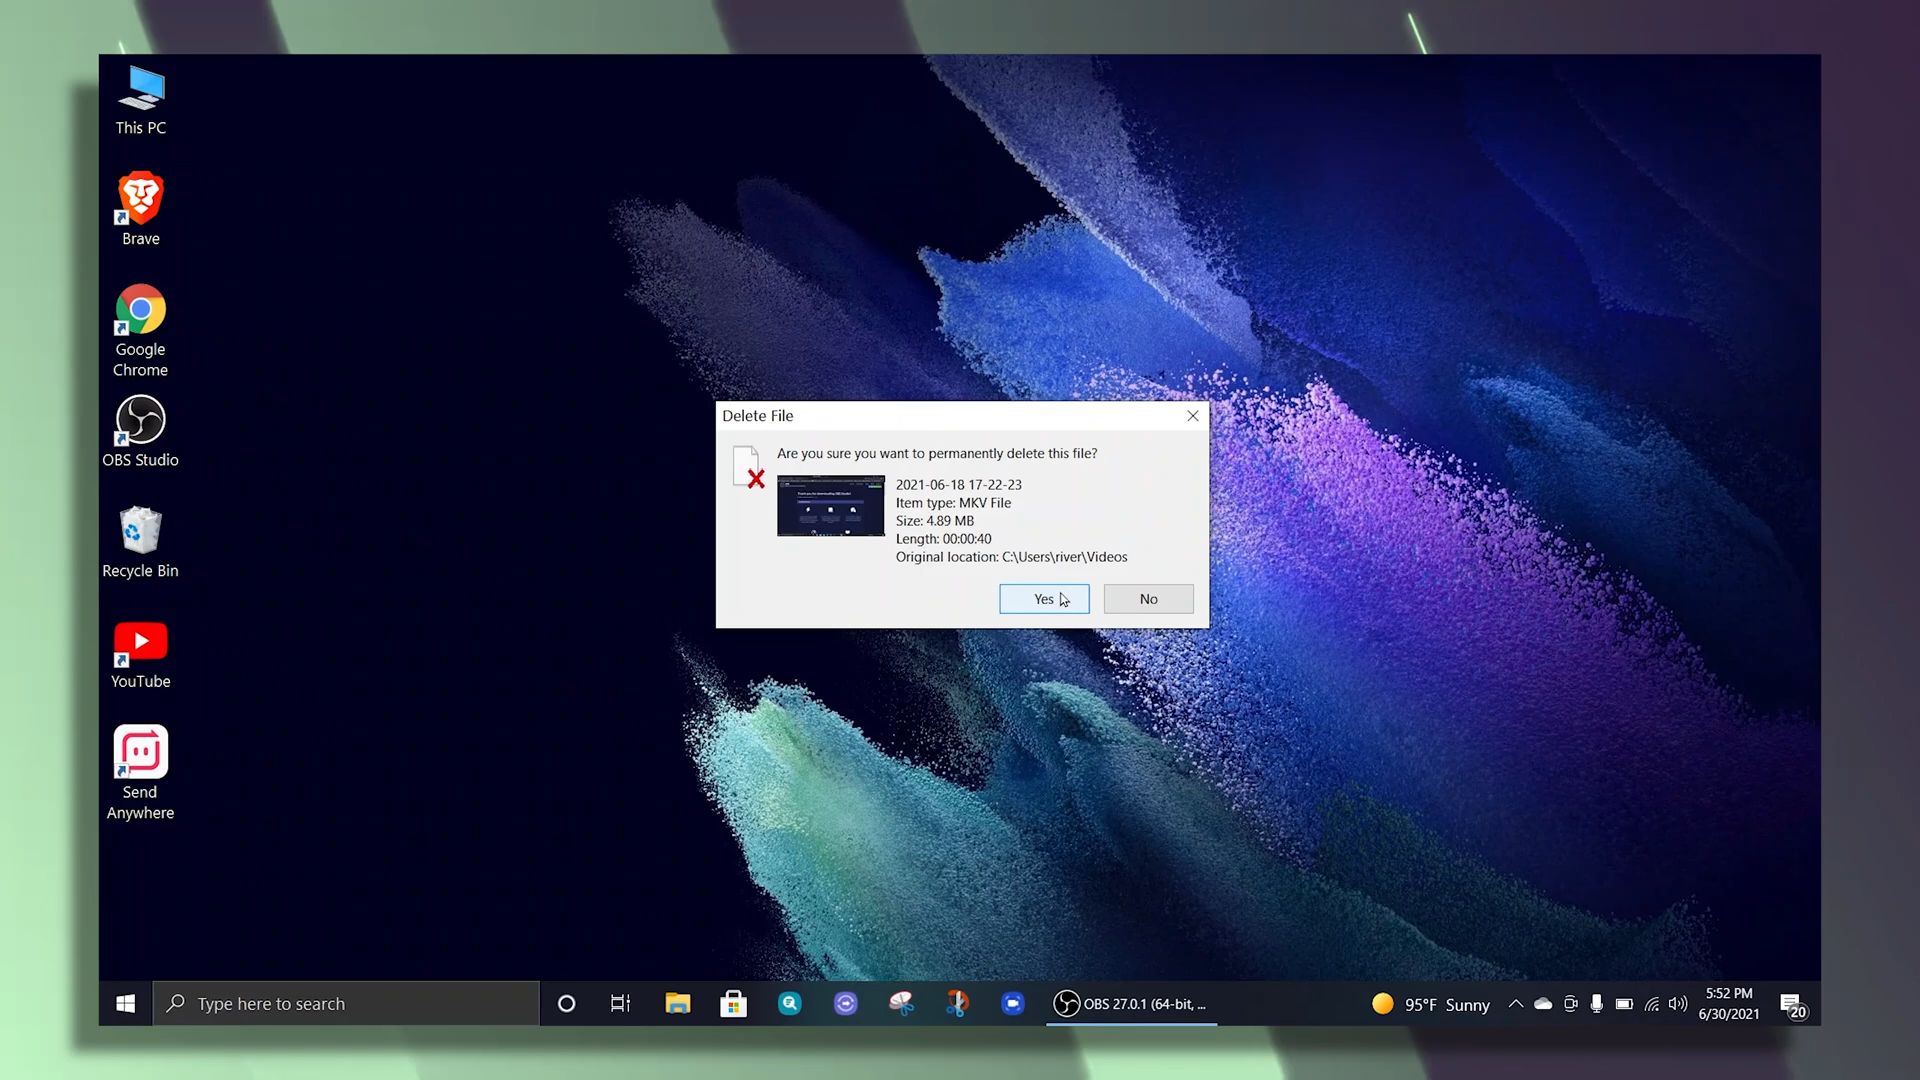 This PC
Brave
Google
Chrome
OBS Studio
Recycle Bin
YouTube
Send
Anywhere
Delete File
Are you sure you want to permanently delete this file?
2021-06-18 17-22-23
Item type: MKV File
Size: 4.89 MB
Length: 00:00:40
Original location: C:\Users\river\Videos
Yes
No
Type here to search
OBS 27.0.1 (64-bit, ...
95°F Sunny
5:52 PM
6/30/2021
20